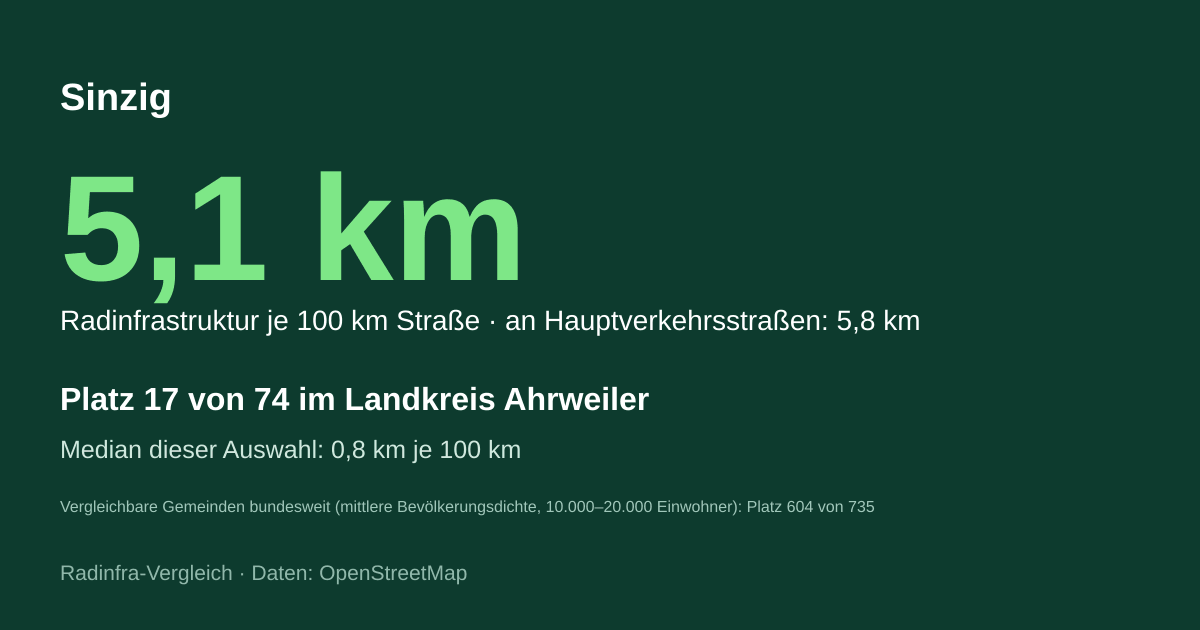 Sinzig
5,1 km
Radinfrastruktur je 100 km Straße · an Hauptverkehrsstraßen: 5,8 km
Platz 17 von 74 im Landkreis Ahrweiler
Median dieser Auswahl: 0,8 km je 100 km
Vergleichbare Gemeinden bundesweit (mittlere Bevölkerungsdichte, 10.000–20.000 Einwohner): Platz 604 von 735
Radinfra-Vergleich · Daten: OpenStreetMap